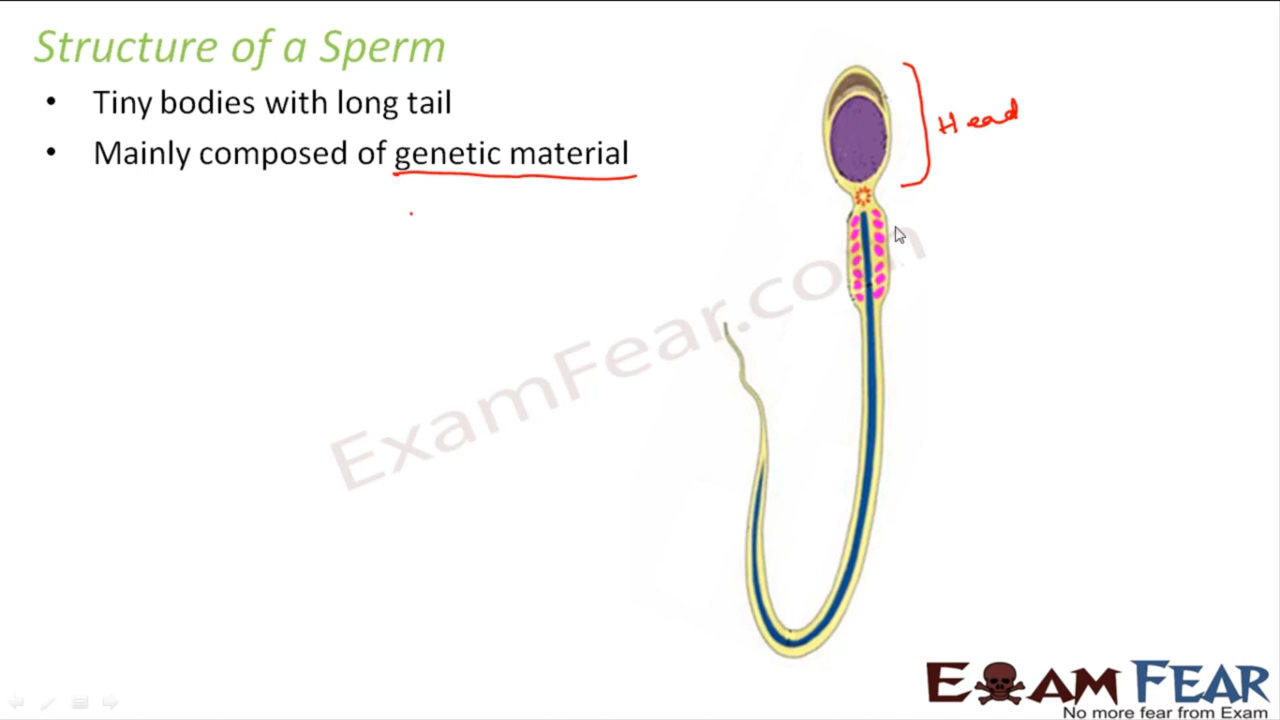 Structure of a Sperm
• Tiny bodies with long tail
• Mainly composed of genetic material
Head
ExamFear.com
EXAM FEAR
No more fear from Exam